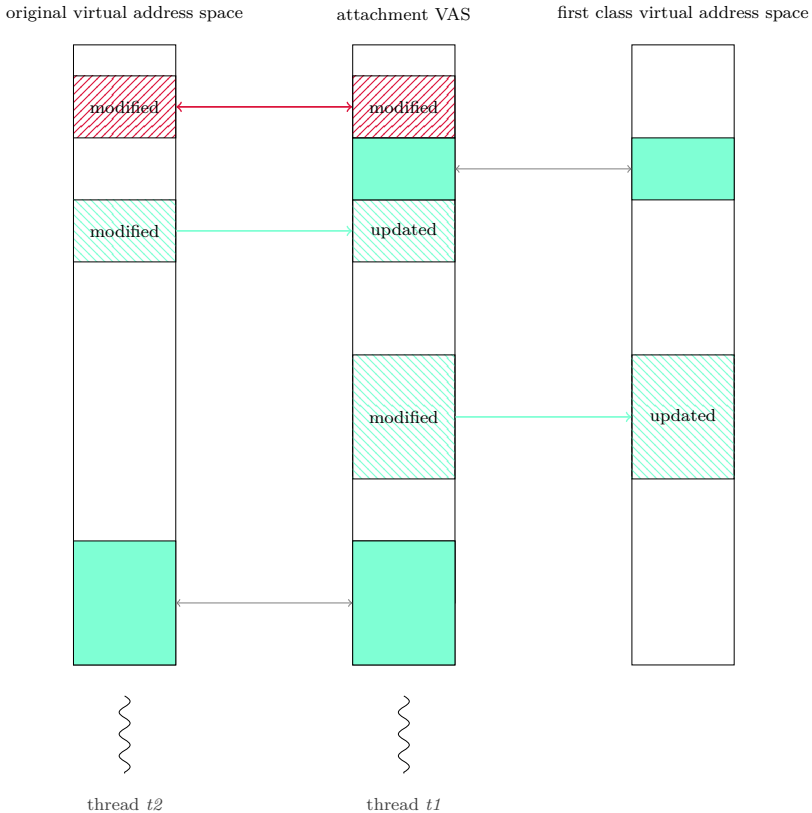 original virtual address space
attachment VAS
first class virtual address space
modified
modified
modified
updated
modified
updated
thread t2
thread t1